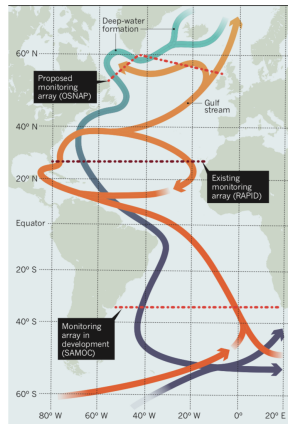 Deep-water
formation
60° N
Proposed
monitoring
array (OSNAP)
Gulf
stream
40° N
Existing
monitoring
array (RAPID)
20° N
Equator
20° S
40° S
Monitoring
array in
development
(SAMOC)
60° S
80° W 60° W 40° W 20° W 0° 20° E